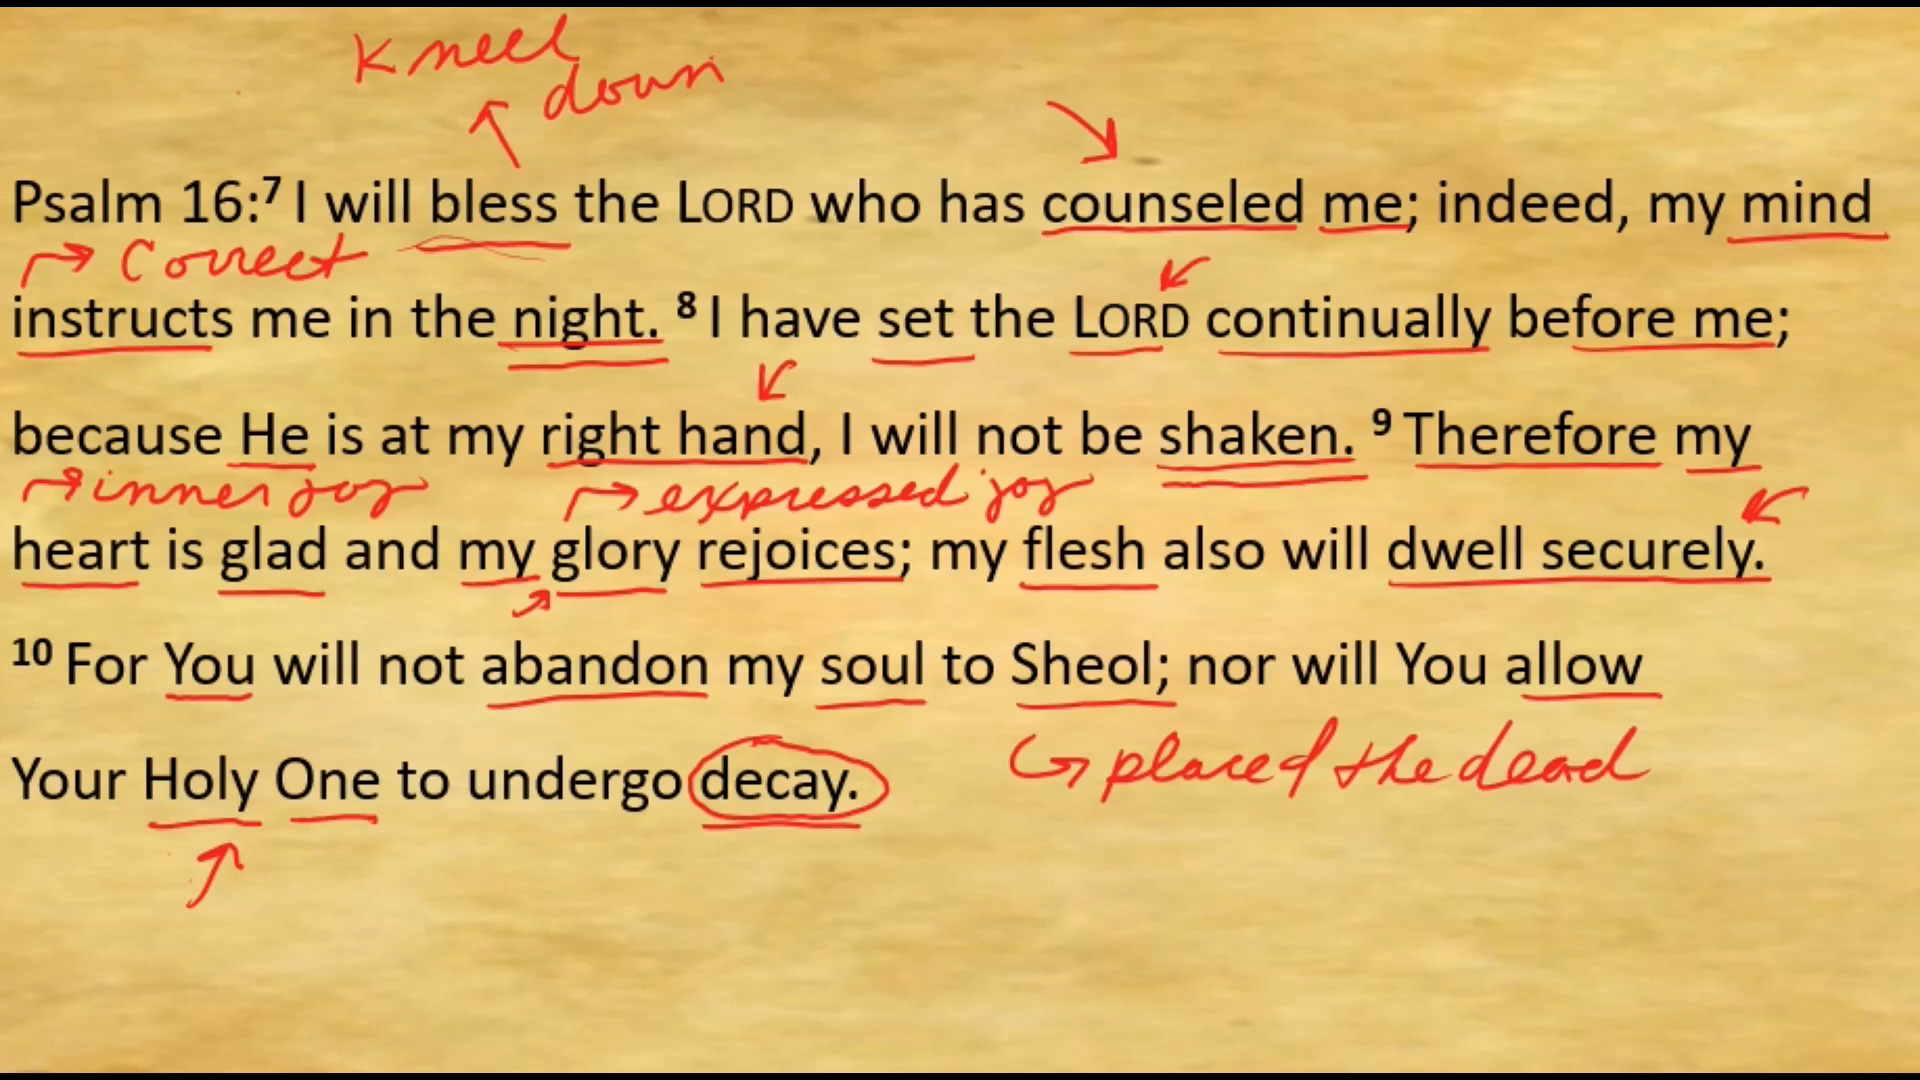 Kneel
down
Psalm 16:⁷ I will bless the LORD who has counseled me; indeed, my mind
Correct
instructs me in the night. ⁸ I have set the LORD continually before me;
because He is at my right hand, I will not be shaken. ⁹ Therefore my
inner joy expressed joy
heart is glad and my glory rejoices; my flesh also will dwell securely.
¹⁰ For You will not abandon my soul to Sheol; nor will You allow
place of the dead
Your Holy One to undergo decay.